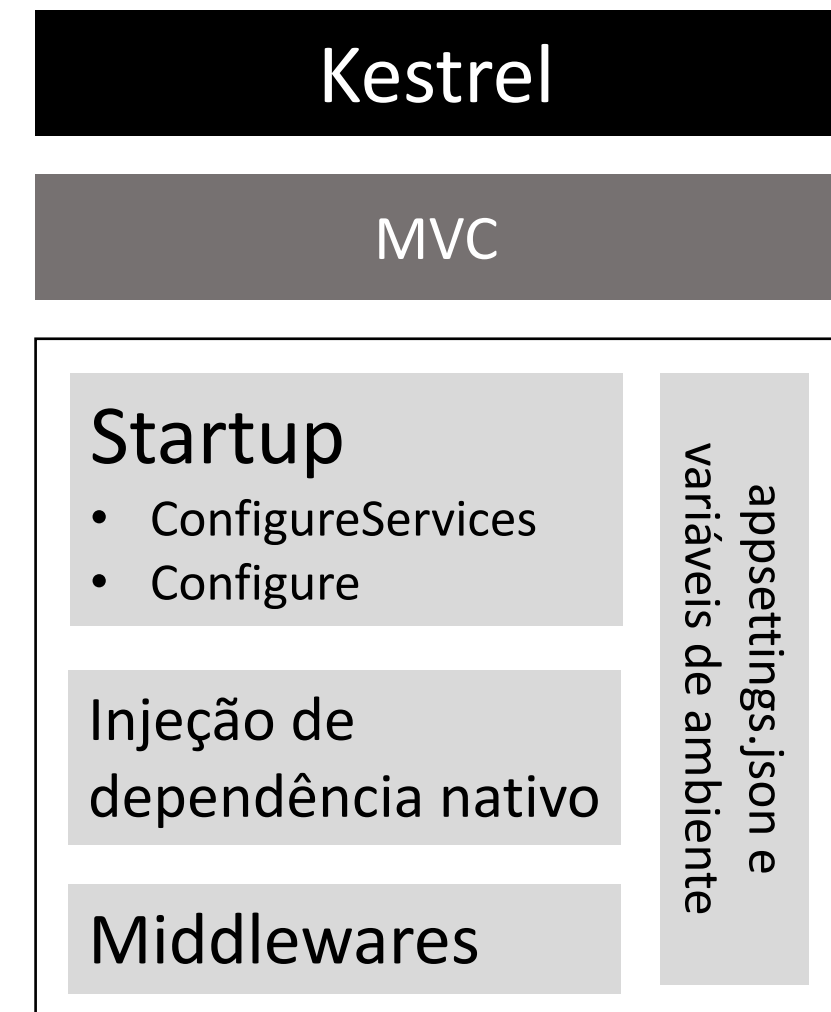 Kestrel
MVC
Startup
• ConfigureServices
• Configure
Injeção de
dependência nativo
Middlewares
appsettings.json e
variáveis de ambiente